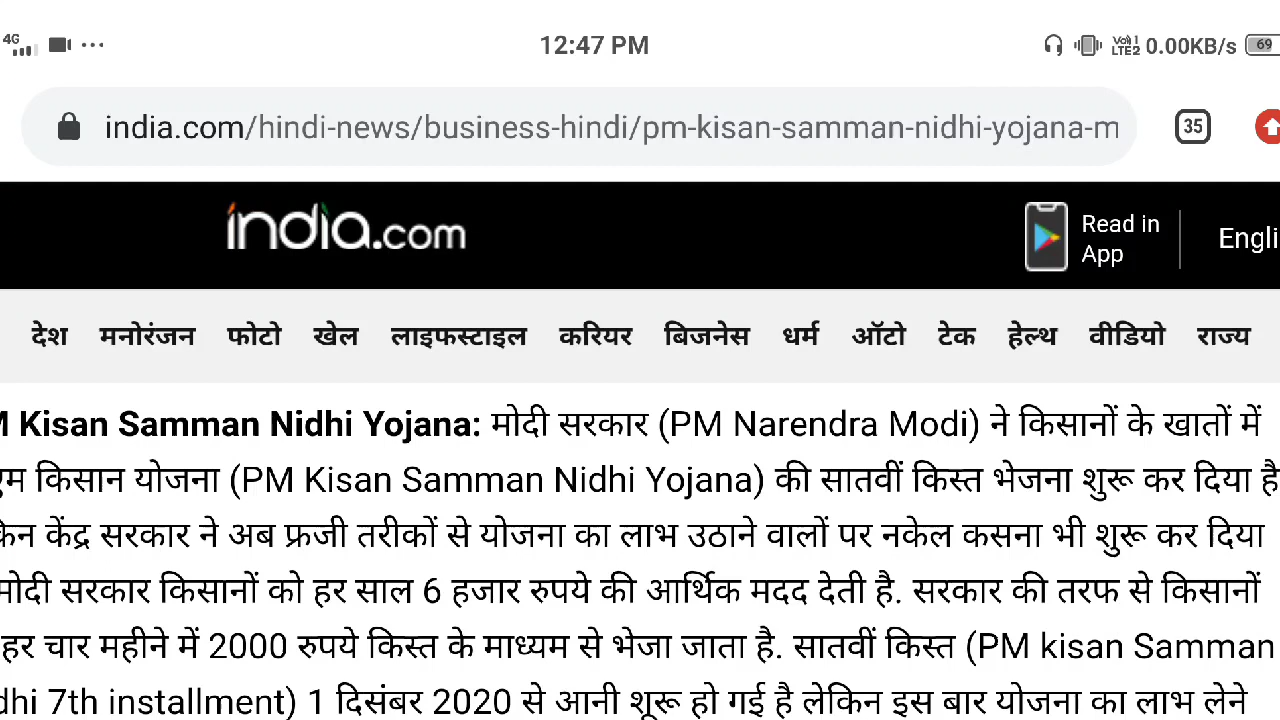 4G 12:47 PM VoI) 1 LTE2 0.00KB/s 69
india.com/hindi-news/business-hindi/pm-kisan-samman-nidhi-yojana-m 35
india.com Read in App Engli
देश मनोरंजन फोटो खेल लाइफस्टाइल करियर बिजनेस धर्म ऑटो टेक हेल्थ वीडियो राज्य
Kisan Samman Nidhi Yojana: मोदी सरकार (PM Narendra Modi) ने किसानों के खातों में
एम किसान योजना (PM Kisan Samman Nidhi Yojana) की सातवीं किस्त भेजना शुरू कर दिया है
केन केंद्र सरकार ने अब फ्रजी तरीकों से योजना का लाभ उठाने वालों पर नकेल कसना भी शुरू कर दिया
मोदी सरकार किसानों को हर साल 6 हजार रुपये की आर्थिक मदद देती है. सरकार की तरफ से किसानों
हर चार महीने में 2000 रुपये किस्त के माध्यम से भेजा जाता है. सातवीं किस्त (PM kisan Samman
dhi 7th installment) 1 दिसंबर 2020 से आनी शूरू हो गई है लेकिन इस बार योजना का लाभ लेने